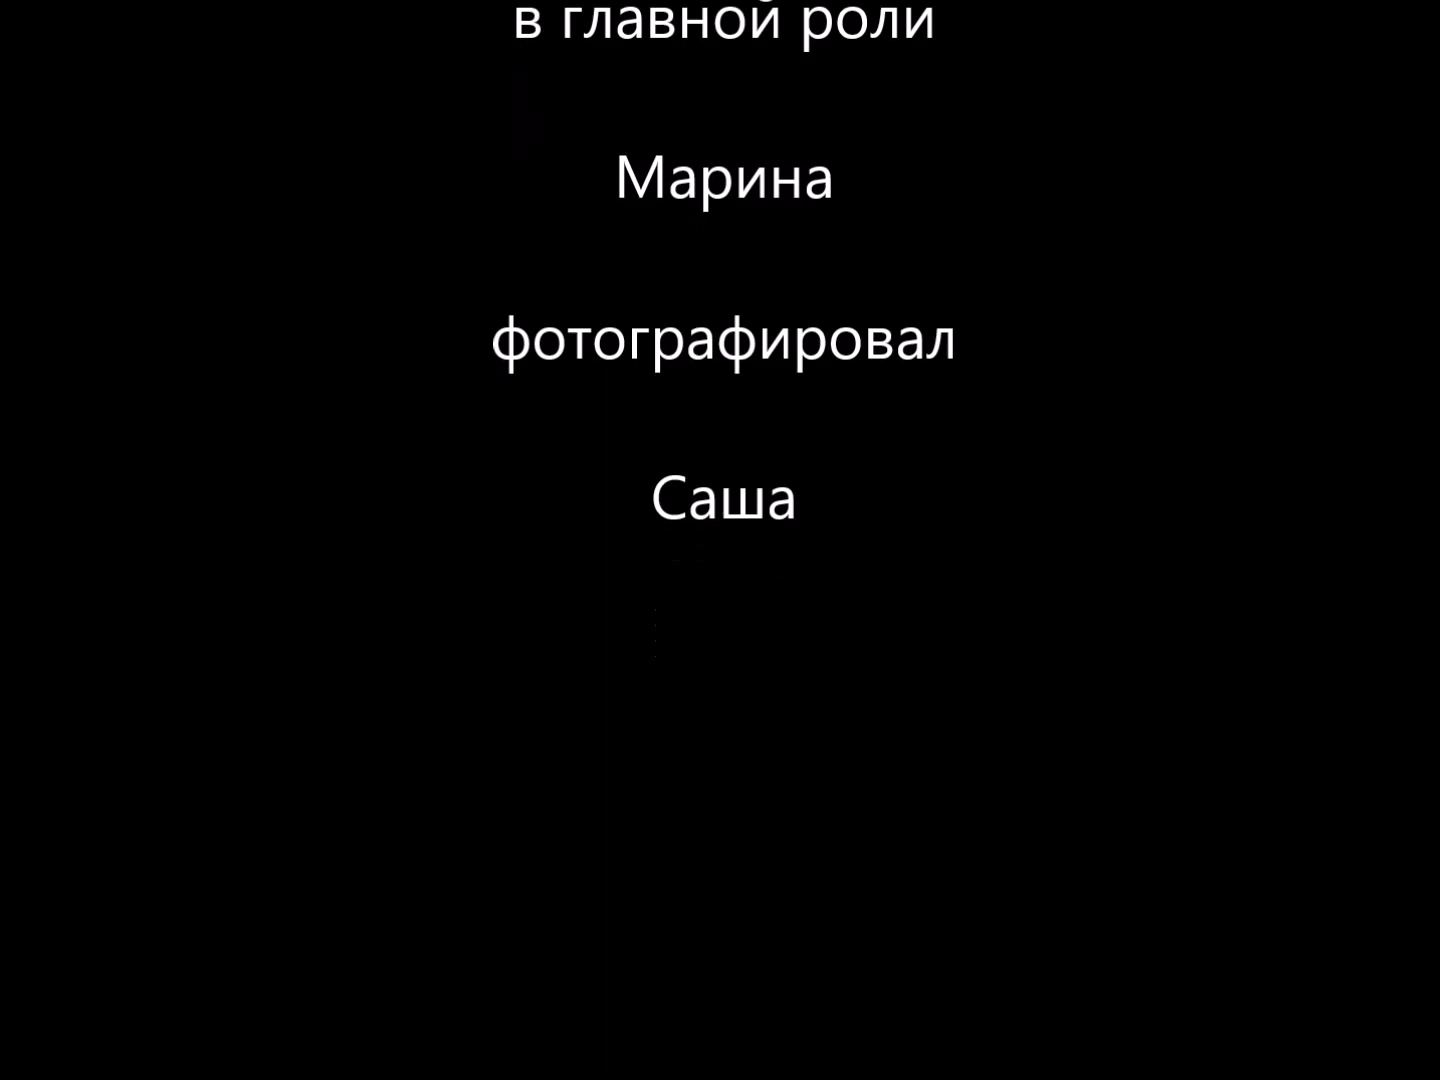 в главной роли
Марина
фотографировал
Саша